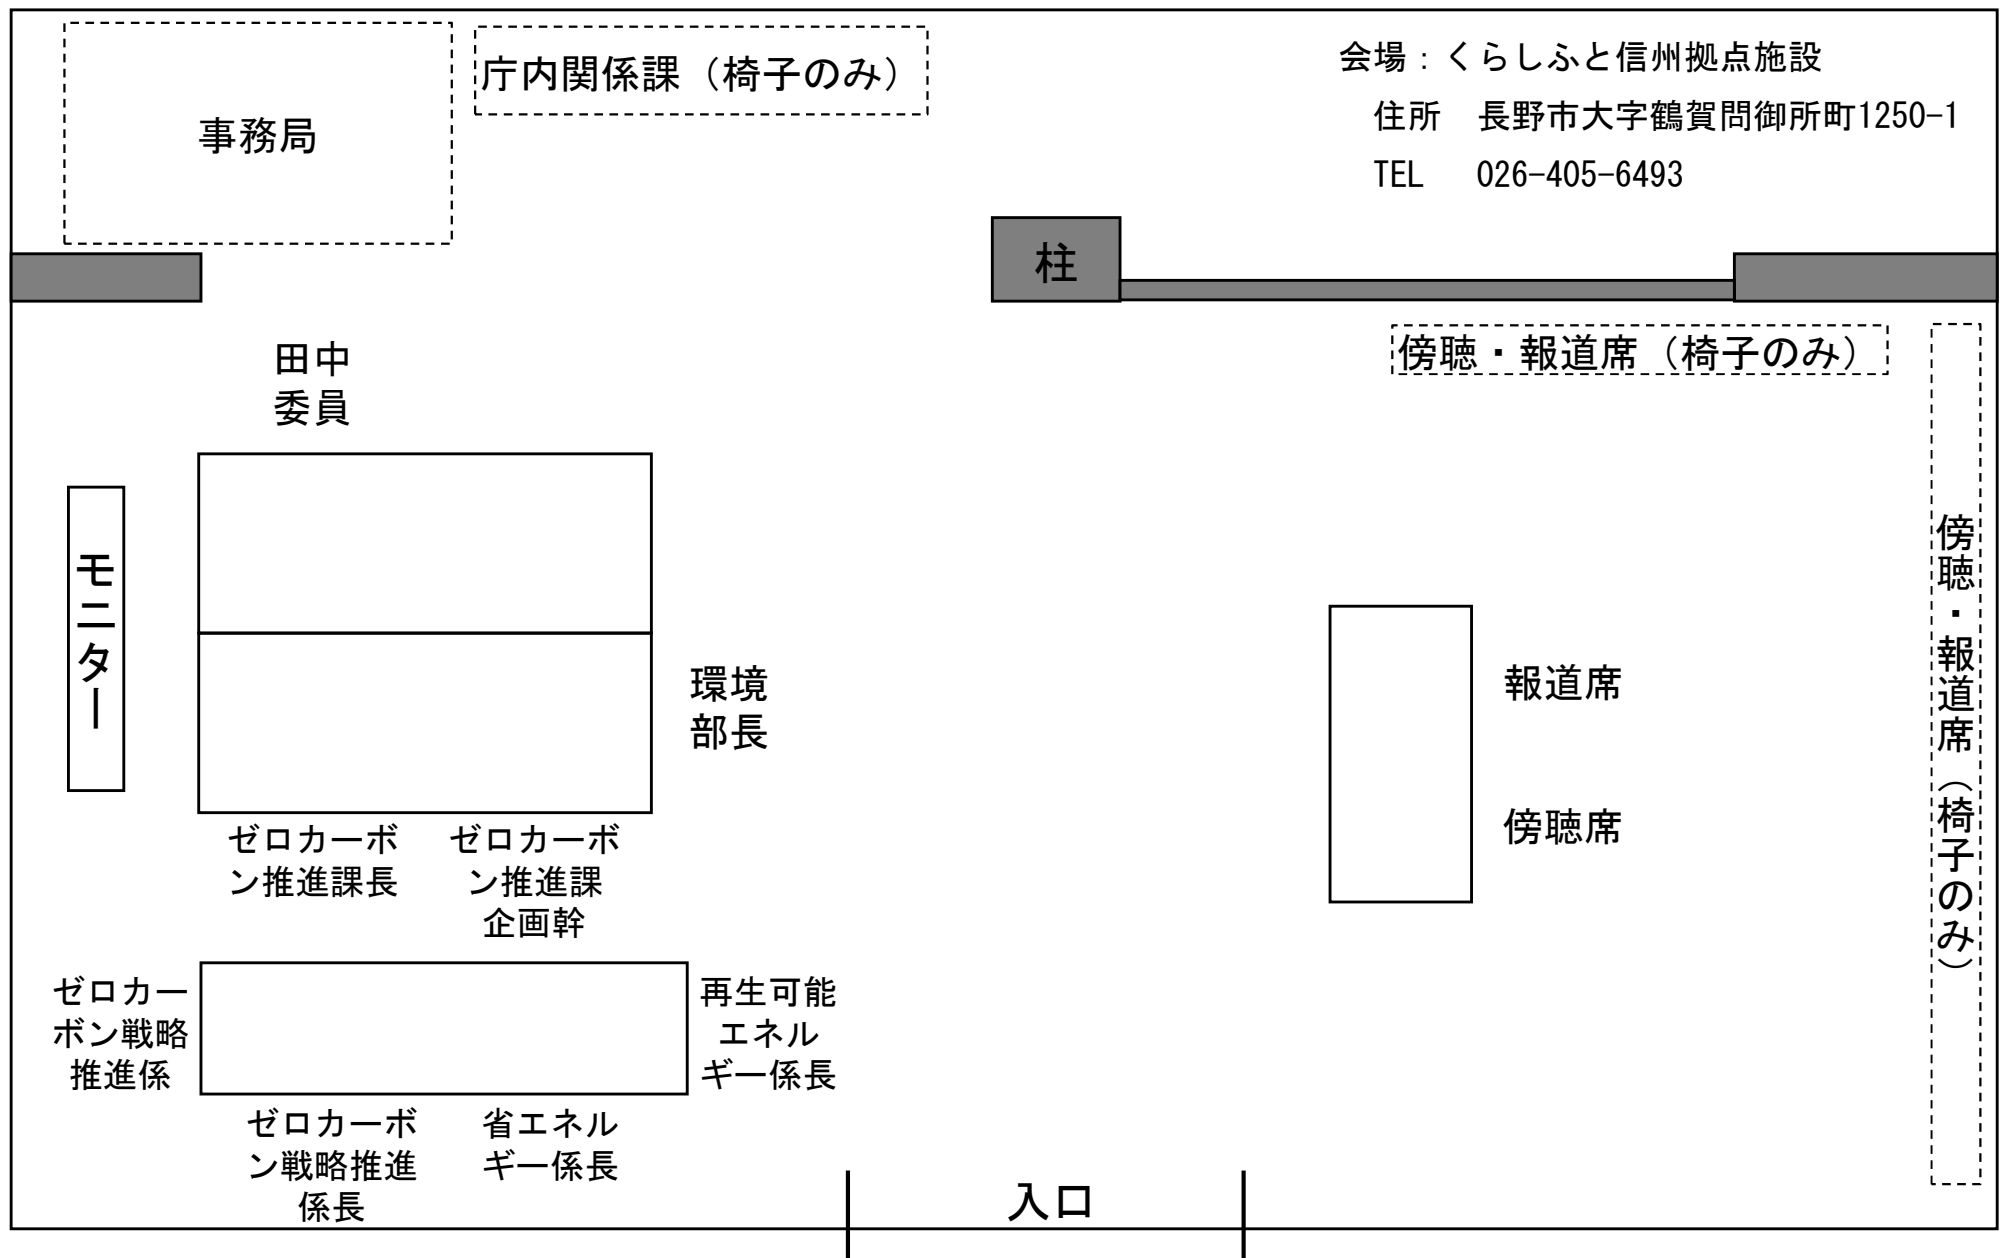 事務局
庁内関係課（椅子のみ）
会場：くらしふと信州拠点施設
住所　長野市大字鶴賀問御所町1250-1
TEL　026-405-6493
柱
傍聴・報道席（椅子のみ）
田中
委員
モニター
環境
部長
報道席
傍聴席
傍聴・報道席（椅子のみ）
ゼロカーボ
ン推進課長
ゼロカーボ
ン推進課
企画幹
ゼロカー
ボン戦略
推進係
再生可能
エネル
ギー係長
ゼロカーボ
ン戦略推進
係長
省エネル
ギー係長
入口